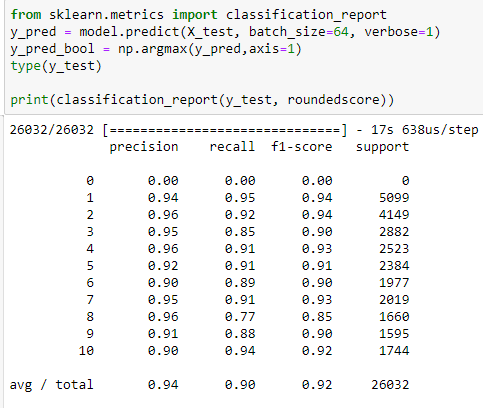 from sklearn.metrics import classification_report
y_pred = model.predict(X_test, batch_size=64, verbose=1)
y_pred_bool = np.argmax(y_pred,axis=1)
type(y_test)
print(classification_report(y_test, roundedscore))
26032/26032 [==============================] - 17s 638us/step
precision recall f1-score support
0 0.00 0.00 0.00 0
1 0.94 0.95 0.94 5099
2 0.96 0.92 0.94 4149
3 0.95 0.85 0.90 2882
4 0.96 0.91 0.93 2523
5 0.92 0.91 0.91 2384
6 0.90 0.89 0.90 1977
7 0.95 0.91 0.93 2019
8 0.96 0.77 0.85 1660
9 0.91 0.88 0.90 1595
10 0.90 0.94 0.92 1744
avg / total 0.94 0.90 0.92 26032